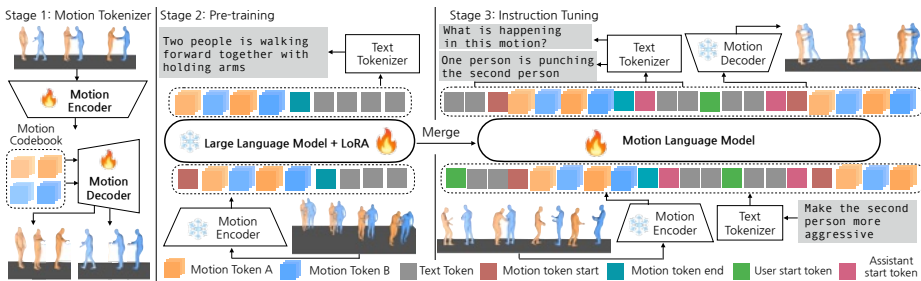 Stage 1: Motion Tokenizer
Motion
Encoder
Motion
Codebook
Motion
Decoder
Stage 2: Pre-training
Two people is walking
forward together with
holding arms
Text
Tokenizer
Large Language Model + LoRA
Motion
Encoder
Merge
Stage 3: Instruction Tuning
What is happening
in this motion?
One person is punching
the second person
Text
Tokenizer
Motion
Decoder
Motion Language Model
Motion
Encoder
Text
Tokenizer
Make the second
person more
aggressive
Motion Token A
Motion Token B
Text Token
Motion token start
Motion token end
User start token
Assistant
start token